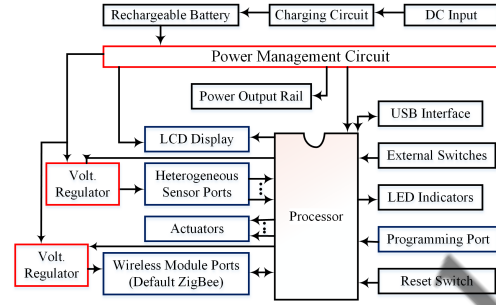 Rechargeable Battery
Charging Circuit
DC Input
Power Management Circuit
Power Output Rail
USB Interface
LCD Display
External Switches
Volt.
Regulator
Heterogeneous
Sensor Ports
Processor
LED Indicators
Actuators
Programming Port
Volt.
Regulator
Wireless Module Ports
(Default ZigBee)
Reset Switch